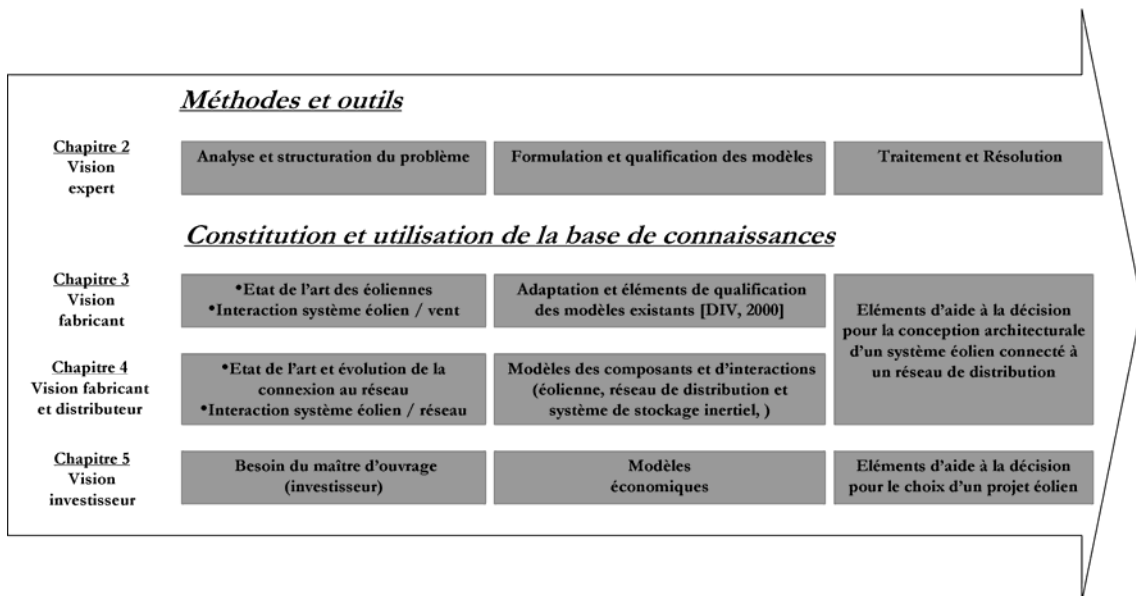 Méthodes et outils
Chapitre 2
Vision
expert
Analyse et structuration du problème
Formulation et qualification des modèles
Traitement et Résolution
Constitution et utilisation de la base de connaissances
Chapitre 3
Vision
fabricant
•Etat de l'art des éoliennes
•Interaction système éolien / vent
Adaptation et éléments de qualification
des modèles existants [DIV, 2000]
Eléments d'aide à la décision
pour la conception architecturale
d'un système éolien connecté à
un réseau de distribution
Chapitre 4
Vision fabricant
et distributeur
•Etat de l'art et évolution de la
connexion au réseau
•Interaction système éolien / réseau
Modèles des composants et d'interactions
(éolienne, réseau de distribution et
système de stockage inertiel, )
Chapitre 5
Vision
investisseur
Besoin du maître d'ouvrage
(investisseur)
Modèles
économiques
Eléments d'aide à la décision
pour le choix d'un projet éolien